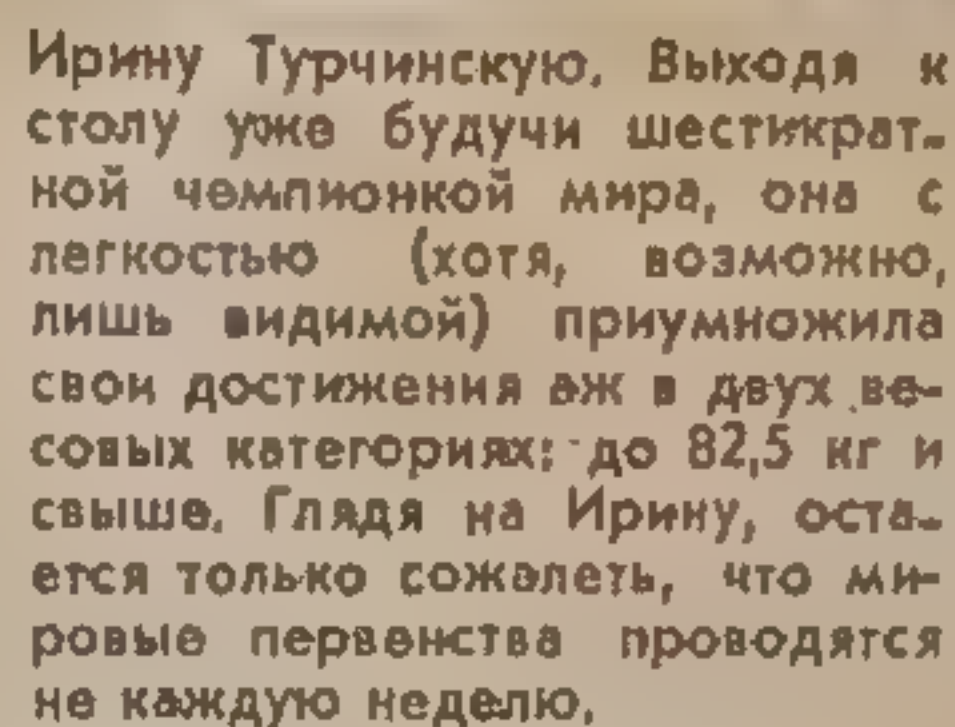 Ирину Турчинскую. Выходя к
столу уже будучи шестикрат-
ной чемпионкой мира, она с
легкостью (хотя, возможно,
лишь видимой) приумножила
свои достижения аж в двух ве-
совых категориях: до 82,5 кг и
свыше. Глядя на Ирину, оста-
ется только сожалеть, что ми-
ровые первенства проводятся
не каждую неделю.